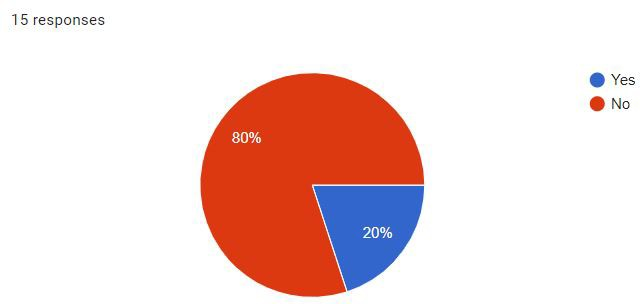 15 responses
Yes
No
80%
20%